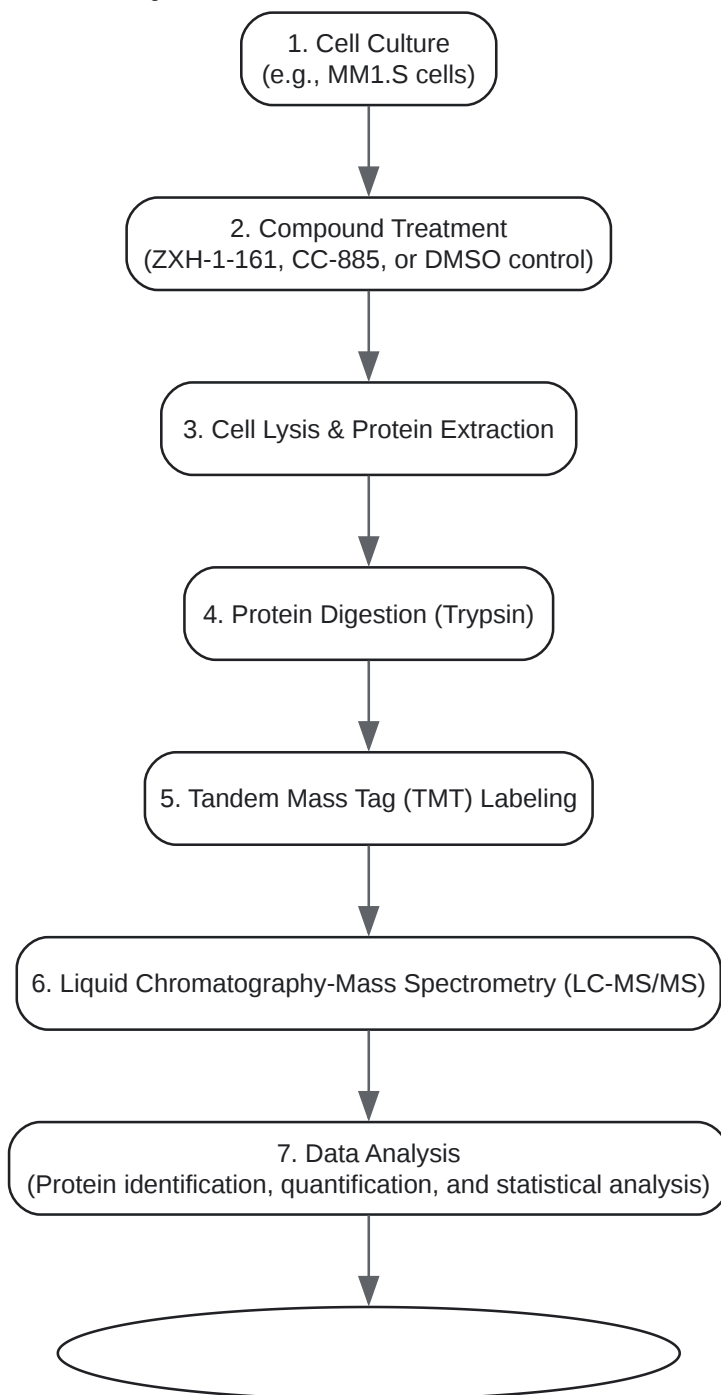 1. Cell Culture
(e.g., MM1.S cells)
2. Compound Treatment
(ZXH-1-161, CC-885, or DMSO control)
3. Cell Lysis & Protein Extraction
4. Protein Digestion (Trypsin)
5. Tandem Mass Tag (TMT) Labeling
6. Liquid Chromatography-Mass Spectrometry (LC-MS/MS)
7. Data Analysis
(Protein identification, quantification, and statistical analysis)